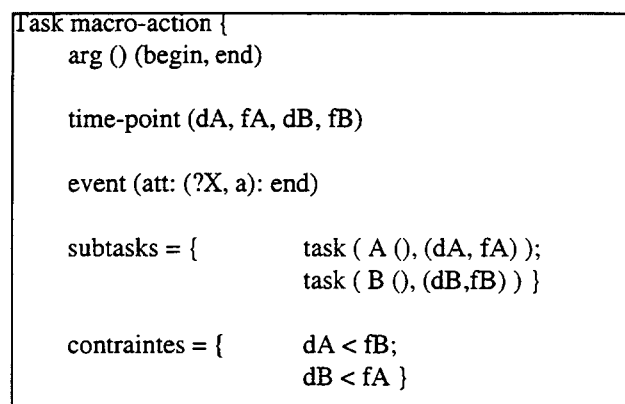 Task macro-action {
arg () (begin, end)
time-point (dA, fA, dB, fB)
event (att: (?X, a): end)
subtasks = { task ( A (), (dA, fA) );
task ( B (), (dB,fB) ) }
contraintes = { dA < fB;
dB < fA }